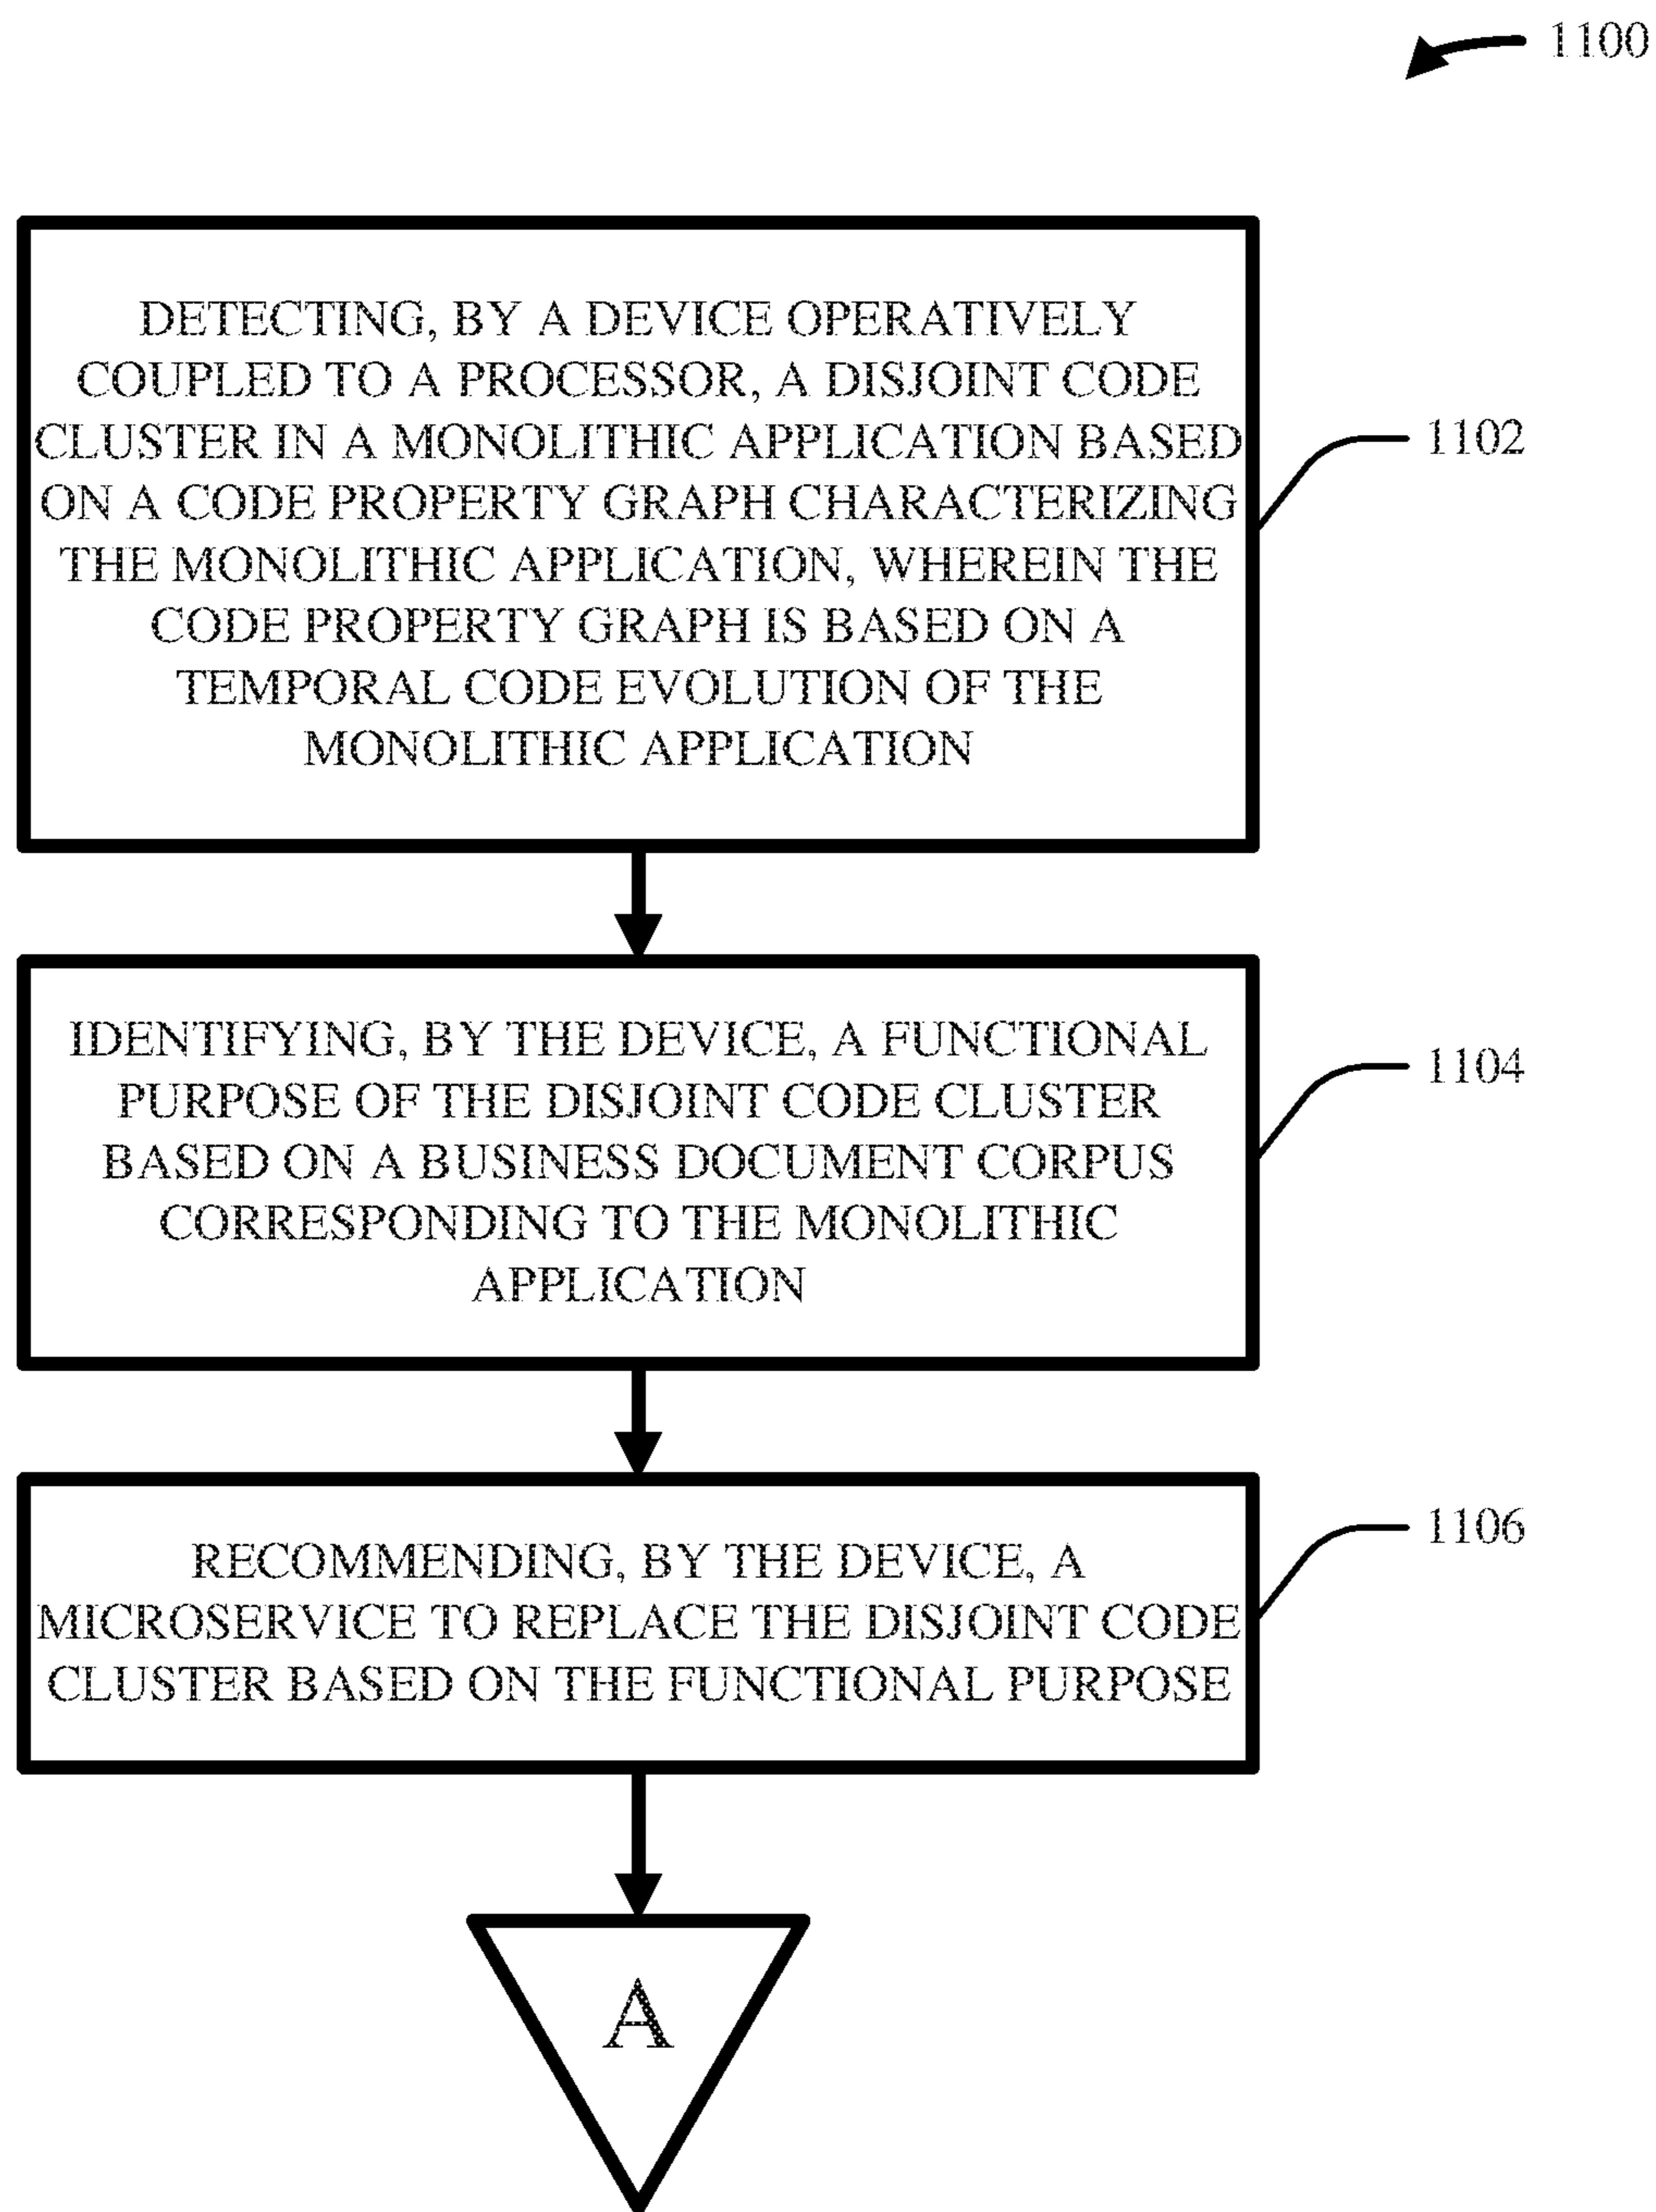 1100
DETECTING, BY A DEVICE OPERATIVELY
COUPLED TO A PROCESSOR, A DISJOINT CODE
CLUSTER IN A MONOLITHIC APPLICATION BASED
ON A CODE PROPERTY GRAPH CHARACTERIZING
THE MONOLITHIC APPLICATION, WHEREIN THE
CODE PROPERTY GRAPH IS BASED ON A
TEMPORAL CODE EVOLUTION OF THE
MONOLITHIC APPLICATION
1102
IDENTIFYING, BY THE DEVICE, A FUNCTIONAL
PURPOSE OF THE DISJOINT CODE CLUSTER
BASED ON A BUSINESS DOCUMENT CORPUS
CORRESPONDING TO THE MONOLITHIC
APPLICATION
1104
RECOMMENDING, BY THE DEVICE, A
MICROSERVICE TO REPLACE THE DISJOINT CODE
CLUSTER BASED ON THE FUNCTIONAL PURPOSE
1106
A